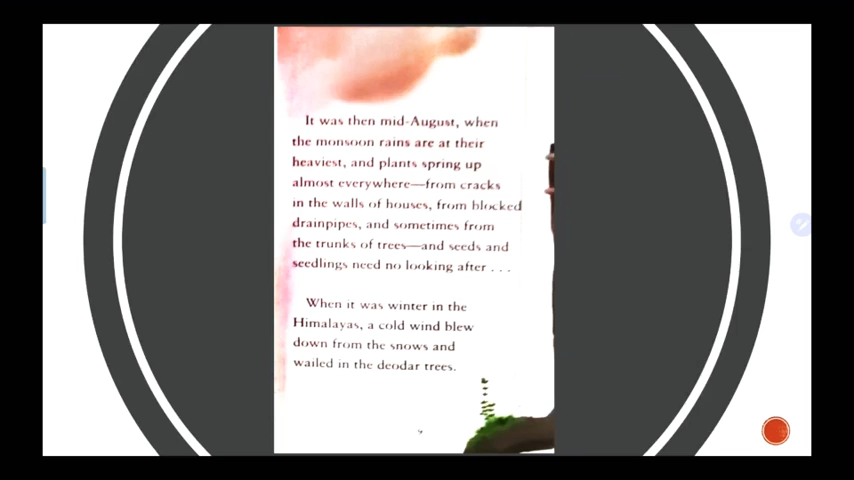 It was then mid-August, when
the monsoon rains are at their
heaviest, and plants spring up
almost everywhere—from cracks
in the walls of houses, from blocked
drainpipes, and sometimes from
the trunks of trees—and seeds and
seedlings need no looking after . . .
When it was winter in the
Himalayas, a cold wind blew
down from the snows and
wailed in the deodar trees.